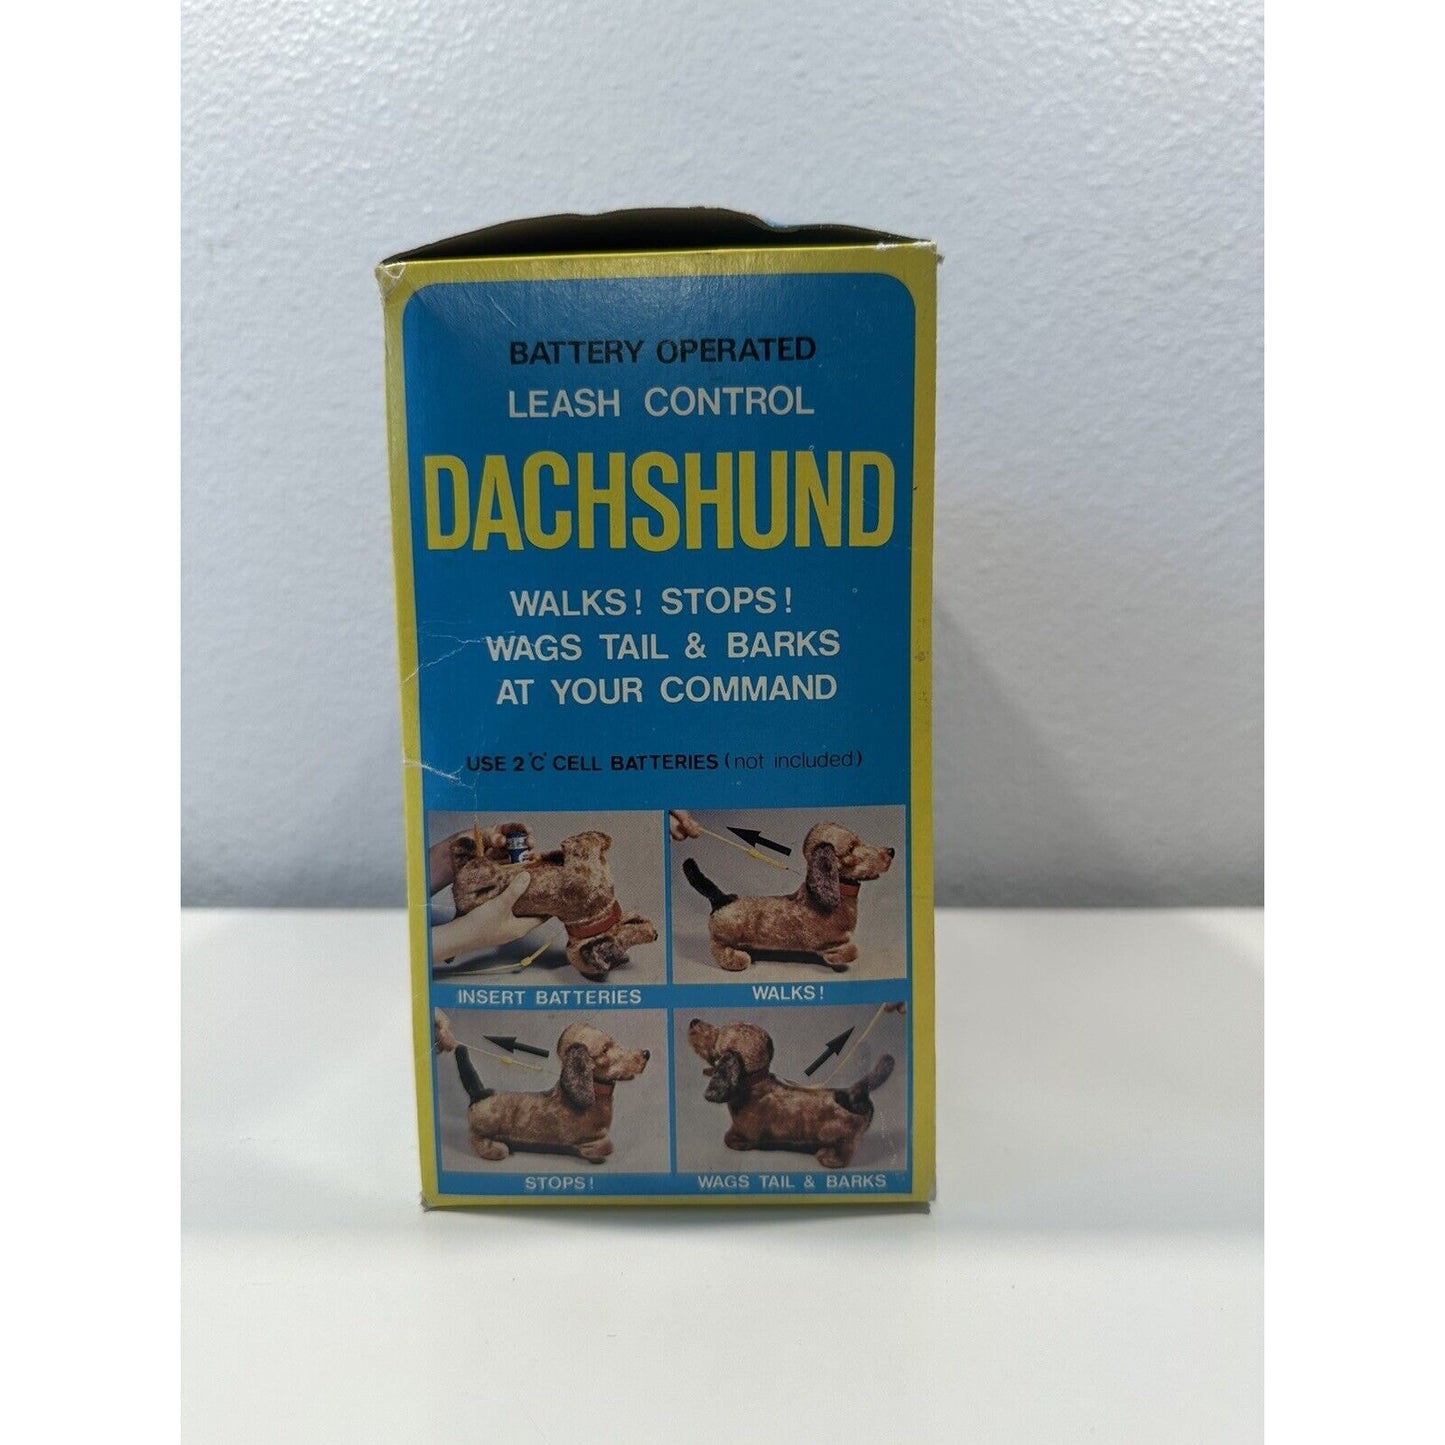 BATTERY OPERATED
LEASH CONTROL
DACHSHUND
WALKS! STOPS!
WAGS TAIL & BARKS
AT YOUR COMMAND
USE 2 "C" CELL BATTERIES (not included)
INSERT BATTERIES
WALKS!
STOPS!
WAGS TAIL & BARKS